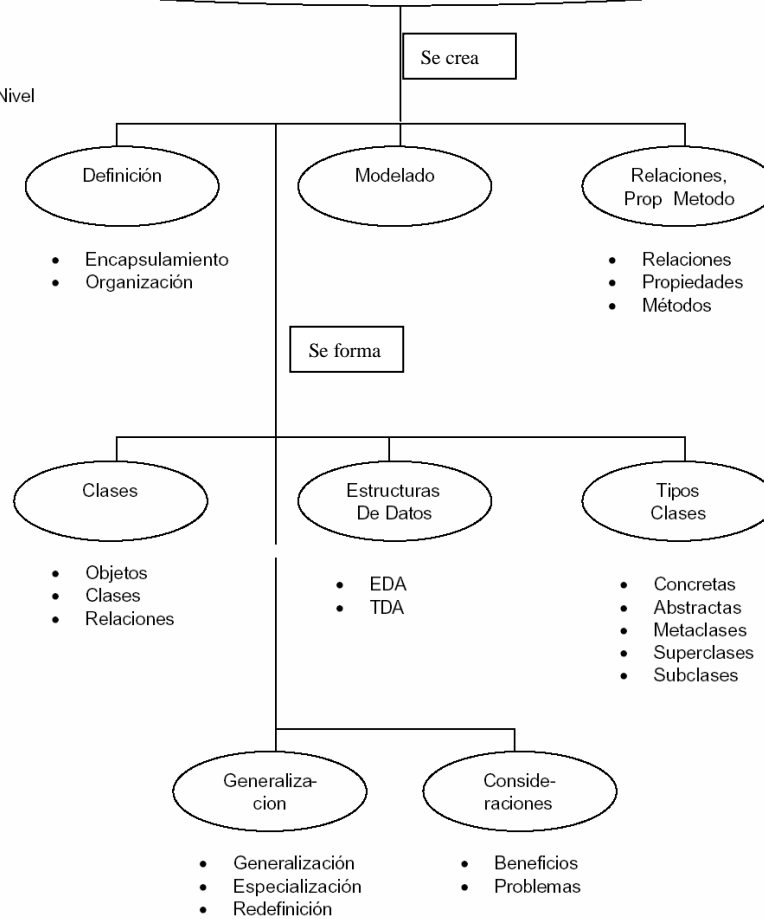 Se crea
Nivel
Definición
Modelado
Relaciones,
Prop Metodo
• Encapsulamiento
• Organización
• Relaciones
• Propiedades
• Métodos
Se forma
Clases
Estructuras
De Datos
Tipos
Clases
• Objetos
• Clases
• Relaciones
• EDA
• TDA
• Concretas
• Abstractas
• Metaclases
• Superclases
• Subclases
Generaliza-
cion
Conside-
raciones
• Generalización
• Especialización
• Redefinición
• Beneficios
• Problemas